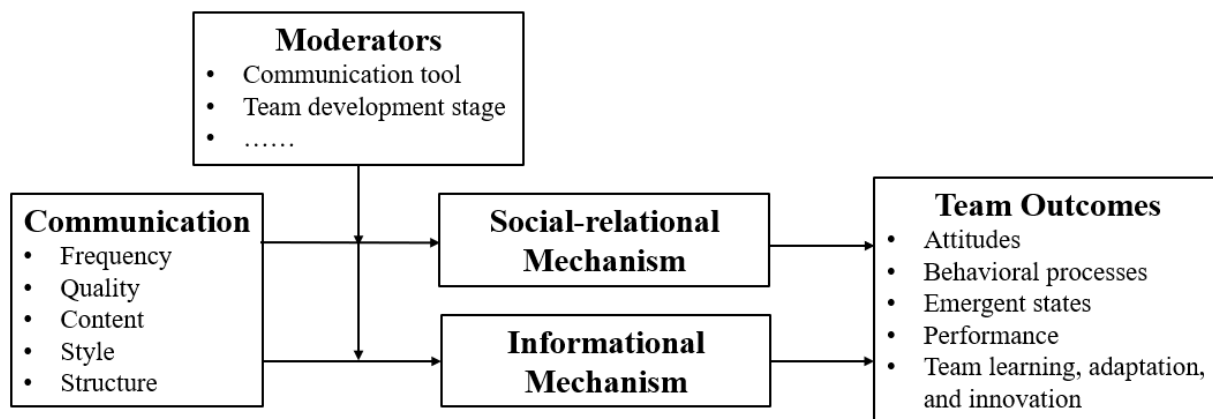 Moderators
• Communication tool
• Team development stage
• ......
Communication
• Frequency
• Quality
• Content
• Style
• Structure
Social-relational
Mechanism
Informational
Mechanism
Team Outcomes
• Attitudes
• Behavioral processes
• Emergent states
• Performance
• Team learning, adaptation,
and innovation